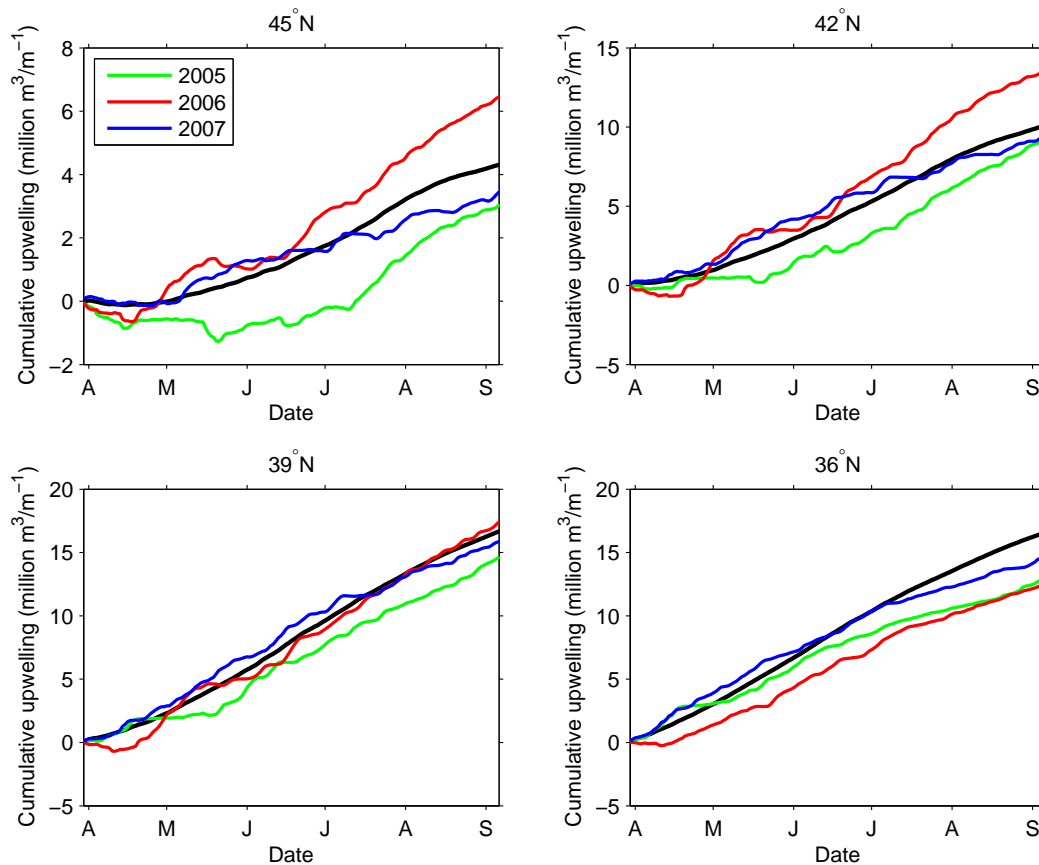 45°N
Cumulative upwelling (million m³/m⁻¹)
8
6
4
2
0
−2
2005
2006
2007
A M J J A S
Date
42°N
Cumulative upwelling (million m³/m⁻¹)
15
10
5
0
−5
A M J J A S
Date
39°N
Cumulative upwelling (million m³/m⁻¹)
20
15
10
5
0
−5
A M J J A S
Date
36°N
Cumulative upwelling (million m³/m⁻¹)
20
15
10
5
0
−5
A M J J A S
Date